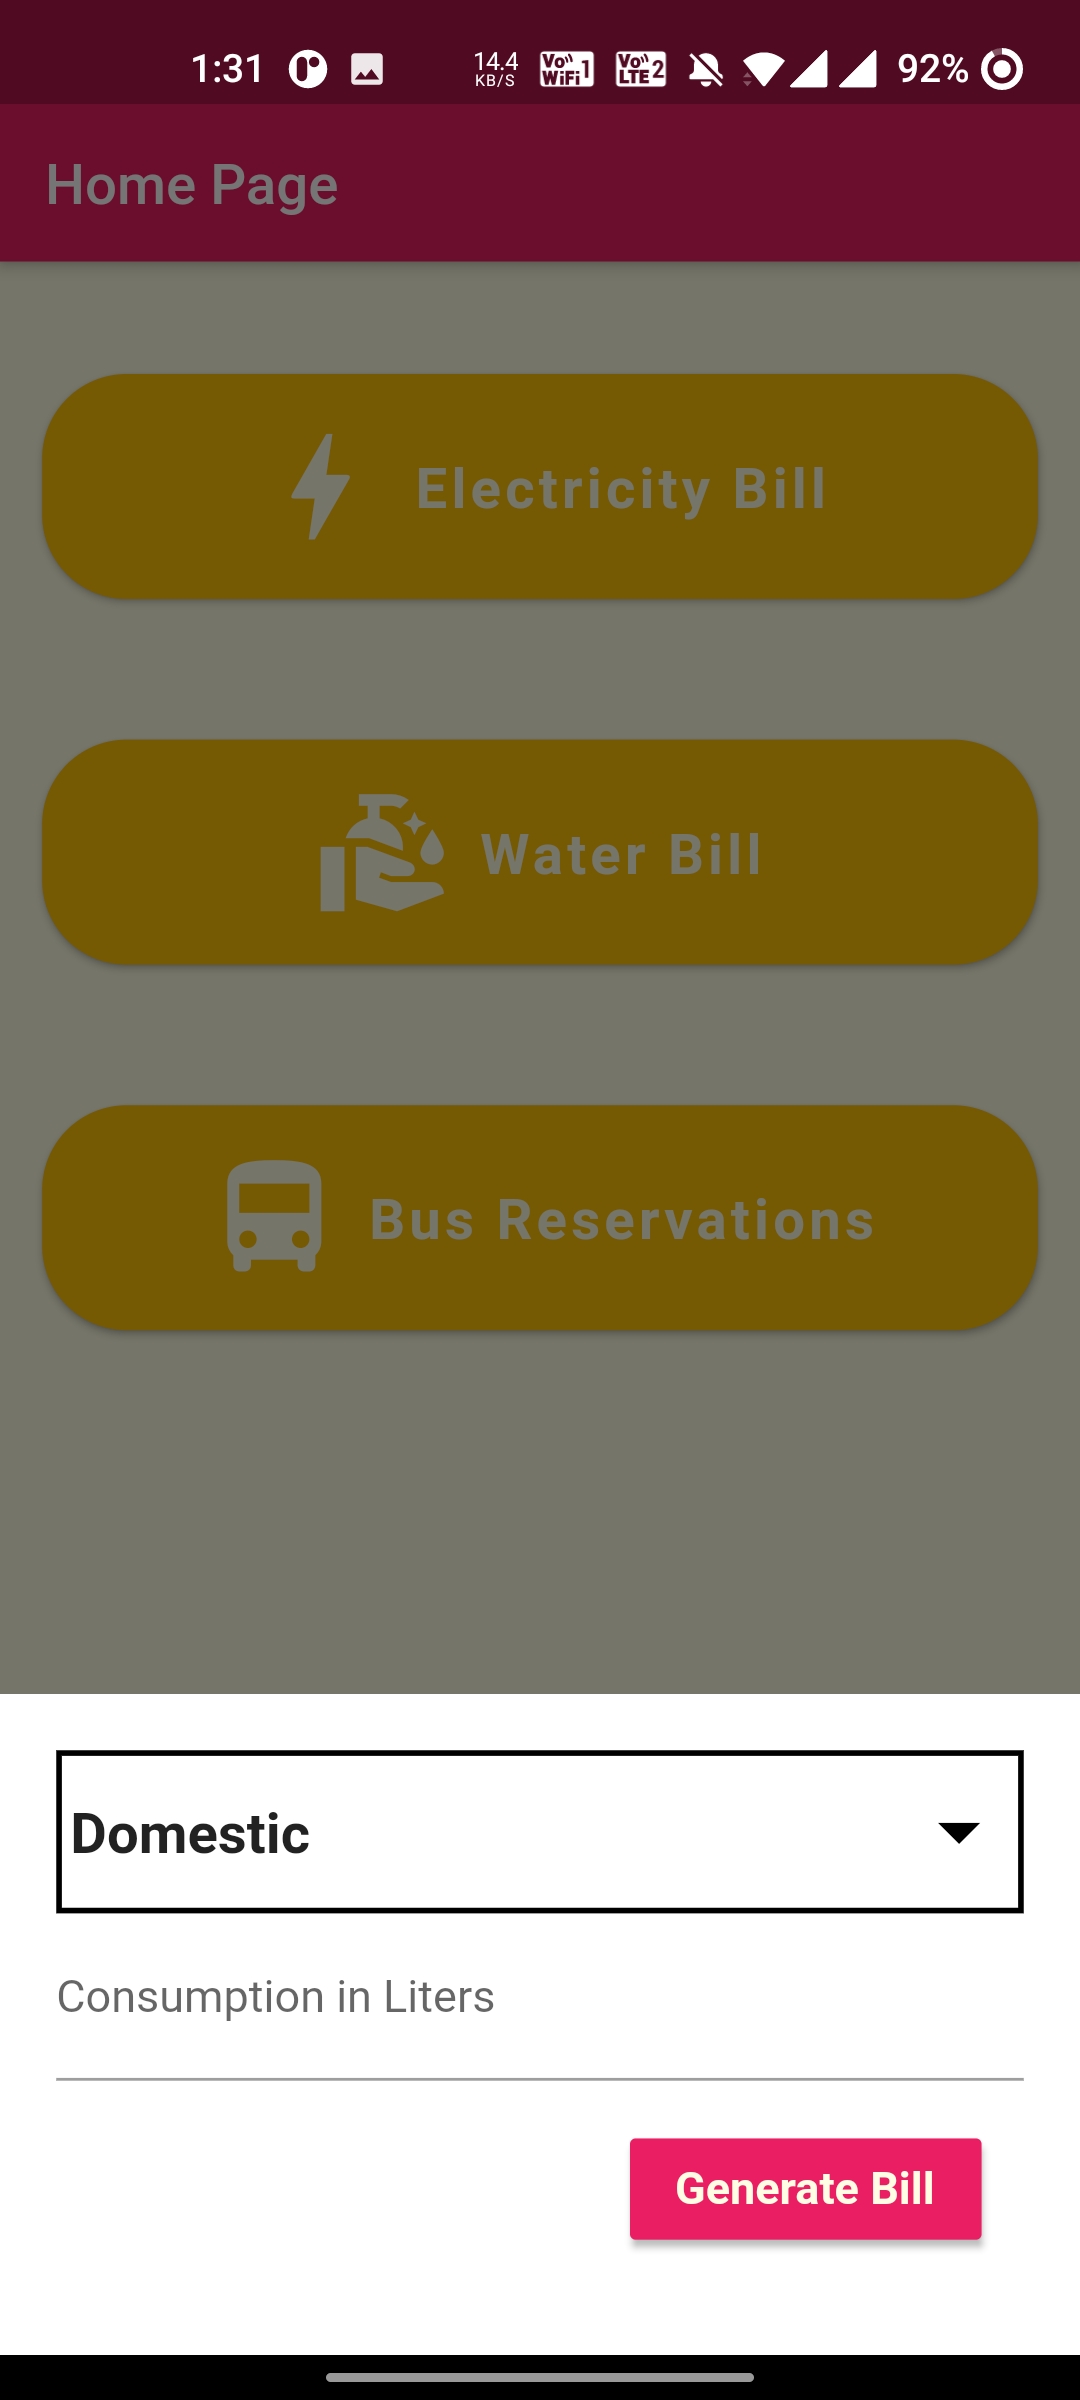 1:31 14.4 KB/S Vo WiFi 1 Vo LTE 2 92%
Home Page
Electricity Bill
Water Bill
Bus Reservations
Domestic
Consumption in Liters
Generate Bill